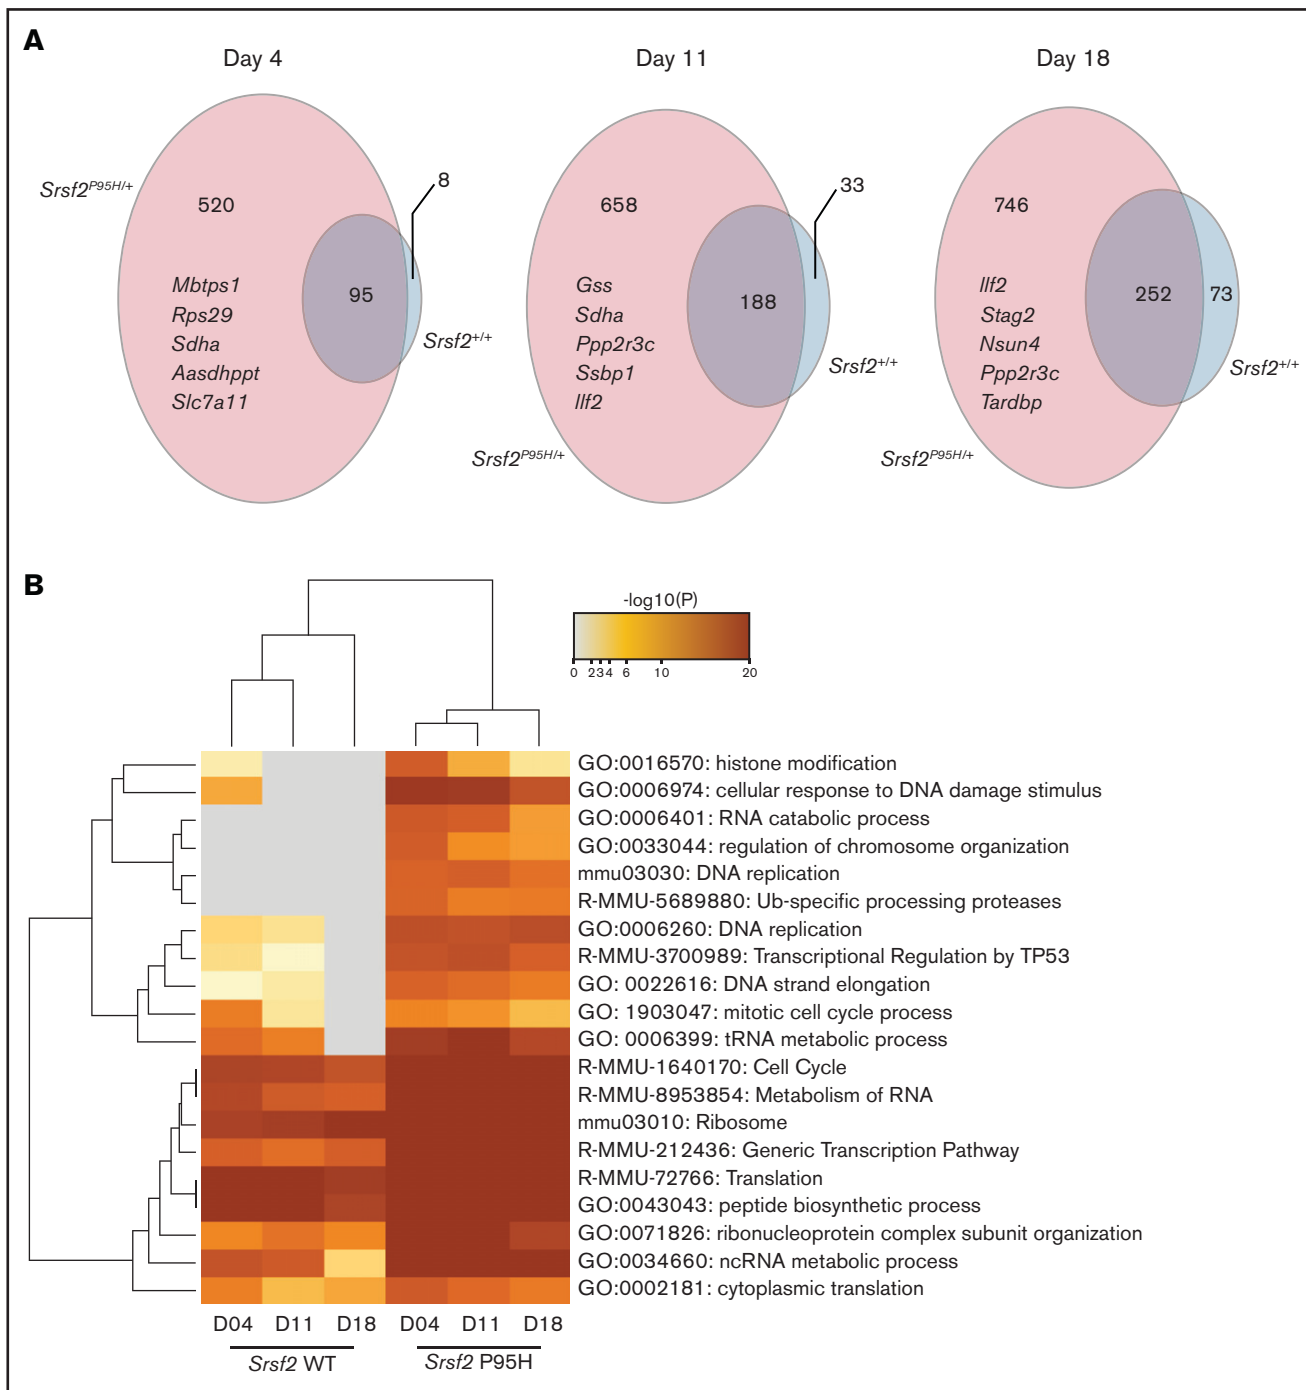 A
Day 4
Day 11
Day 18
Srsf2P95H/+
520
8
95
Mbtps1
Rps29
Sdha
Aasdhppt
Slc7a11
Srsf2+/+
658
33
188
Gss
Sdha
Ppp2r3c
Ssbp1
Ilf2
Srsf2+/+
Srsf2P95H/+
746
252
73
Ilf2
Stag2
Nsun4
Ppp2r3c
Tardbp
Srsf2+/+
Srsf2P95H/+
B
-log10(P)
0 2 3 4 6 10 20
GO:0016570: histone modification
GO:0006974: cellular response to DNA damage stimulus
GO:0006401: RNA catabolic process
GO:0033044: regulation of chromosome organization
mmu03030: DNA replication
R-MMU-5689880: Ub-specific processing proteases
GO:0006260: DNA replication
R-MMU-3700989: Transcriptional Regulation by TP53
GO: 0022616: DNA strand elongation
GO: 1903047: mitotic cell cycle process
GO: 0006399: tRNA metabolic process
R-MMU-1640170: Cell Cycle
R-MMU-8953854: Metabolism of RNA
mmu03010: Ribosome
R-MMU-212436: Generic Transcription Pathway
R-MMU-72766: Translation
GO:0043043: peptide biosynthetic process
GO:0071826: ribonucleoprotein complex subunit organization
GO:0034660: ncRNA metabolic process
GO:0002181: cytoplasmic translation
D04 D11 D18 D04 D11 D18
Srsf2 WT Srsf2 P95H